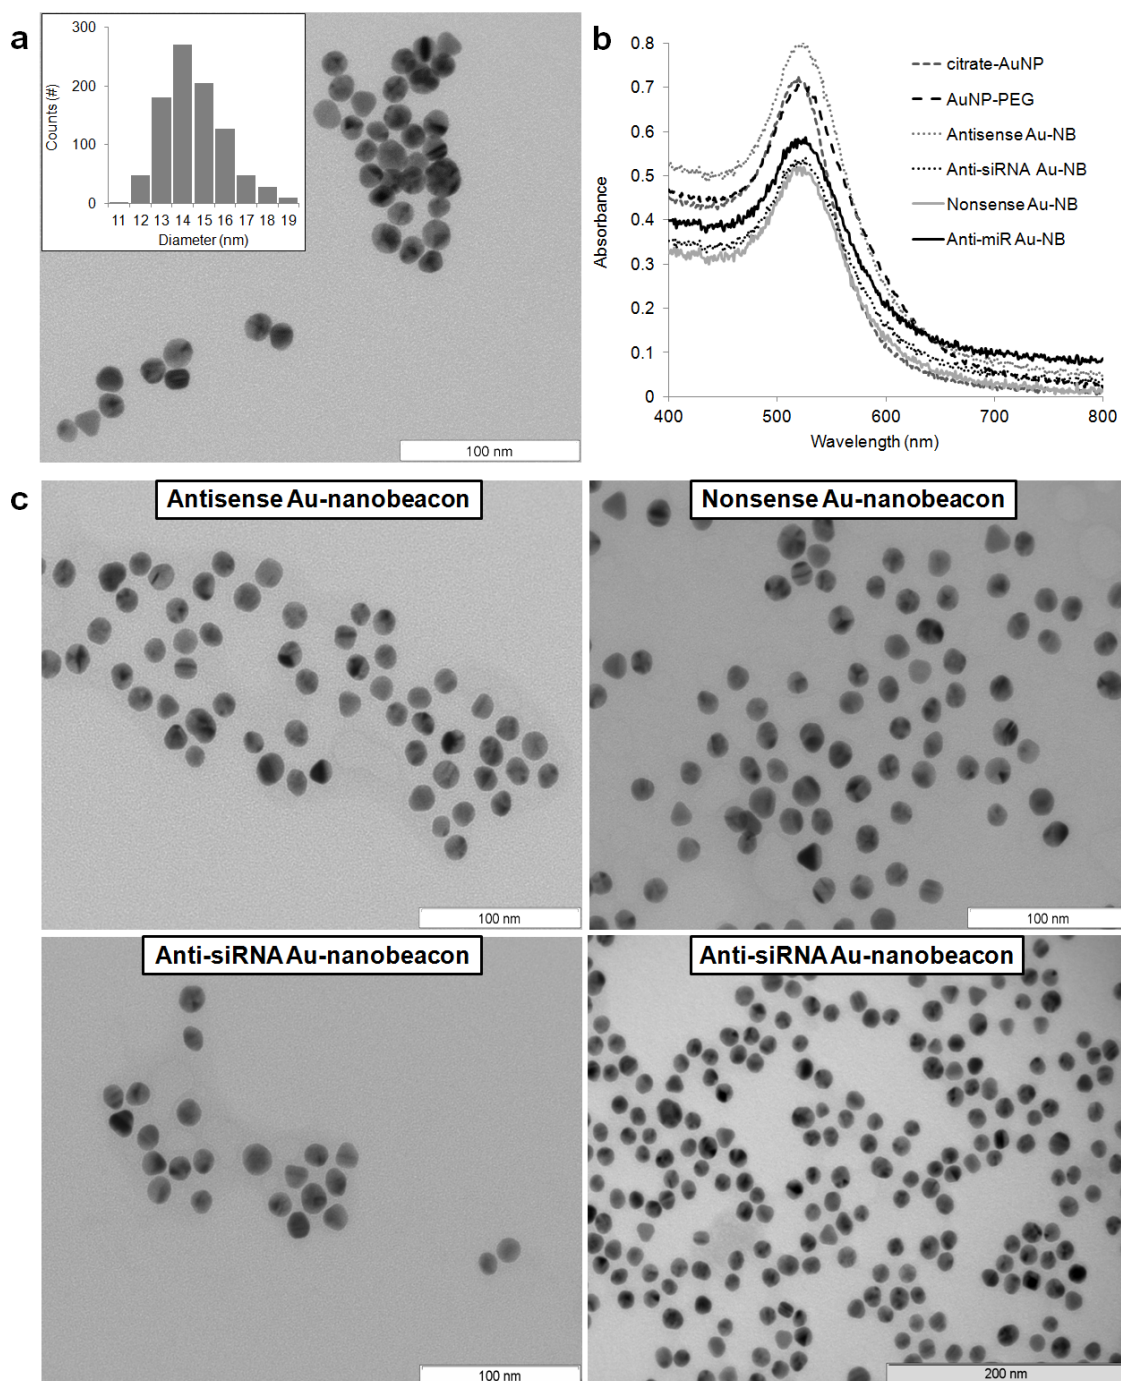 a
300
200
100
0
Counts (#)
11 12 13 14 15 16 17 18 19
Diameter (nm)
100 nm
b
0.8
0.7
0.6
0.5
0.4
0.3
0.2
0.1
0
Absorbance
400 500 600 700 800
Wavelength (nm)
citrate-AuNP
AuNP-PEG
Antisense Au-NB
Anti-siRNA Au-NB
Nonsense Au-NB
Anti-miR Au-NB
c
Antisense Au-nanobeacon
100 nm
Nonsense Au-nanobeacon
100 nm
Anti-siRNA Au-nanobeacon
100 nm
Anti-siRNA Au-nanobeacon
200 nm